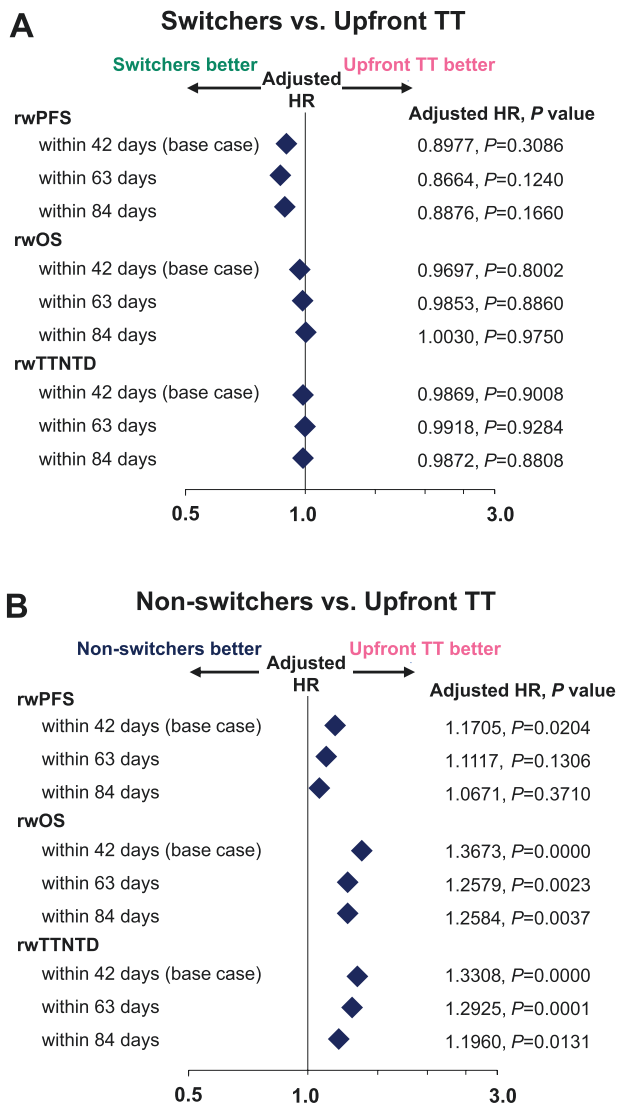 A
Switchers vs. Upfront TT
Switchers better
Upfront TT better
Adjusted
HR
Adjusted HR, P value
rwPFS
within 42 days (base case) 0.8977, P=0.3086
within 63 days 0.8664, P=0.1240
within 84 days 0.8876, P=0.1660
rwOS
within 42 days (base case) 0.9697, P=0.8002
within 63 days 0.9853, P=0.8860
within 84 days 1.0030, P=0.9750
rwTTNTD
within 42 days (base case) 0.9869, P=0.9008
within 63 days 0.9918, P=0.9284
within 84 days 0.9872, P=0.8808
0.5 1.0 3.0
B
Non-switchers vs. Upfront TT
Non-switchers better
Upfront TT better
Adjusted
HR
Adjusted HR, P value
rwPFS
within 42 days (base case) 1.1705, P=0.0204
within 63 days 1.1117, P=0.1306
within 84 days 1.0671, P=0.3710
rwOS
within 42 days (base case) 1.3673, P=0.0000
within 63 days 1.2579, P=0.0023
within 84 days 1.2584, P=0.0037
rwTTNTD
within 42 days (base case) 1.3308, P=0.0000
within 63 days 1.2925, P=0.0001
within 84 days 1.1960, P=0.0131
0.5 1.0 3.0